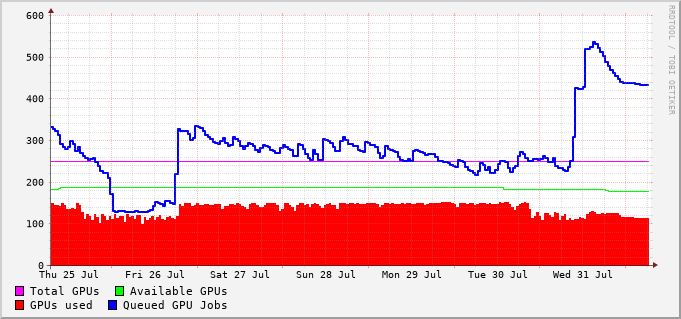 600
500
400
300
200
100
0
Thu 25 Jul Fri 26 Jul Sat 27 Jul Sun 28 Jul Mon 29 Jul Tue 30 Jul Wed 31 Jul
Total GPUs Available GPUs
GPUs used Queued GPU Jobs
RRDTOOL / TOBI OETIKER